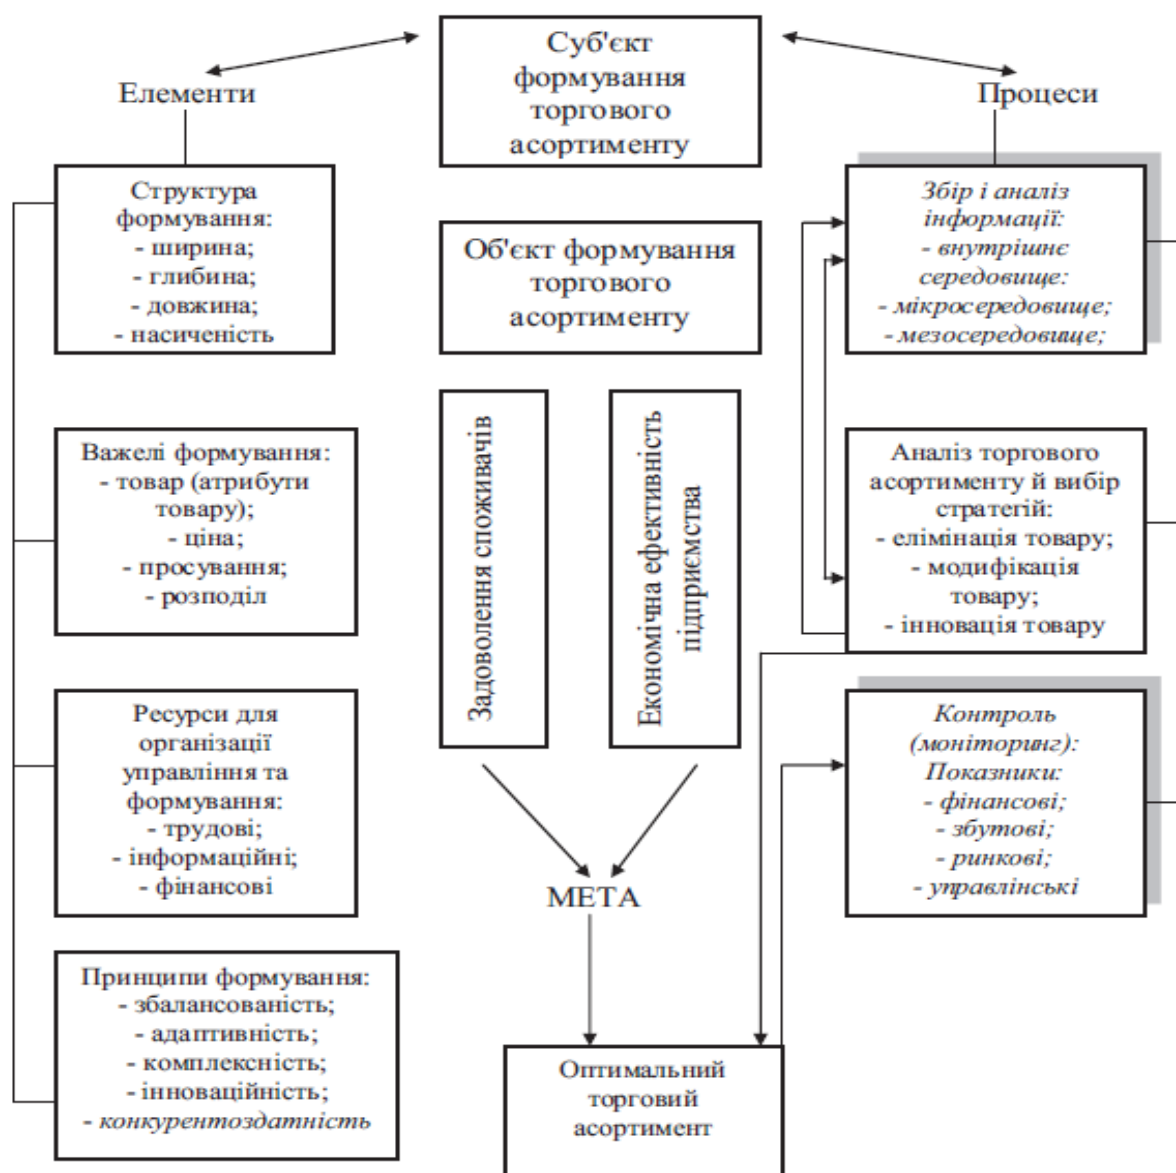 Суб'єкт
формування
торгового
асортименту
Елементи
Процеси
Структура
формування:
- ширина;
- глибина;
- довжина;
- насиченість
Об'єкт формування
торгового
асортименту
Збір і аналіз
інформації:
- внутрішнє
середовище:
- мікросередовище;
- мезосередовище;
Важелі формування:
- товар (атрибути
товару);
- ціна;
- просування;
- розподіл
Задоволення споживачів
Економічна ефективність
підприємства
Аналіз торгового
асортименту й вибір
стратегій:
- елімінація товару;
- модифікація
товару;
- інновація товару
Ресурси для
організації
управління та
формування:
- трудові;
- інформаційні;
- фінансові
Контроль
(моніторинг):
Показники:
- фінансові;
- збутові;
- ринкові;
- управлінські
МЕТА
Принципи формування:
- збалансованість;
- адаптивність;
- комплексність;
- інноваційність;
- конкурентоздатність
Оптимальний
торговий
асортимент